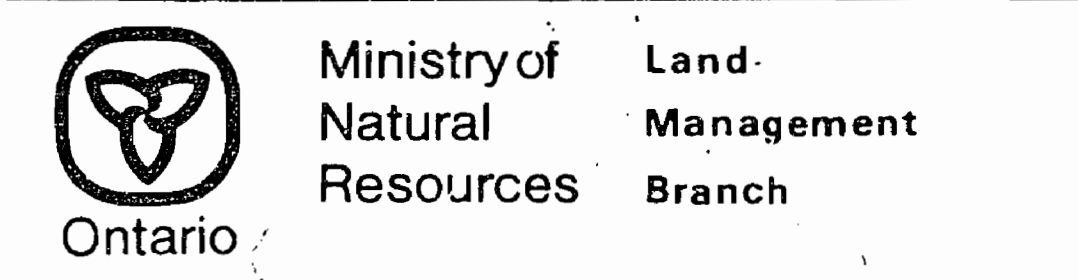 Ministry of
Natural
Resources
Land
Management
Branch
Ontario